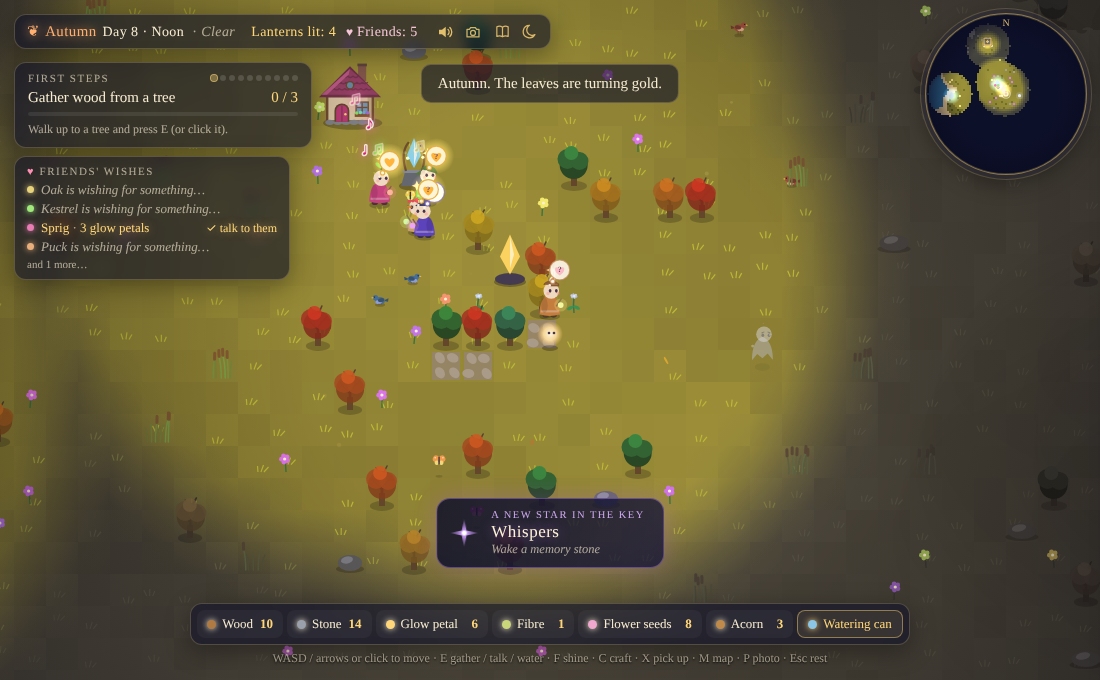 Autumn Day 8 · Noon · Clear Lanterns lit: 4 ♥ Friends: 5
N
FIRST STEPS
Gather wood from a tree 0 / 3
Walk up to a tree and press E (or click it).
Autumn. The leaves are turning gold.
♥ FRIENDS' WISHES
Oak is wishing for something…
Kestrel is wishing for something…
Sprig · 3 glow petals ✓ talk to them
Puck is wishing for something…
and 1 more…
A NEW STAR IN THE KEY
Whispers
Wake a memory stone
Wood 10 Stone 14 Glow petal 6 Fibre 1 Flower seeds 8 Acorn 3 Watering can
WASD / arrows or click to move · E gather / talk / water · F shine · C craft · X pick up · M map · P photo · Esc rest